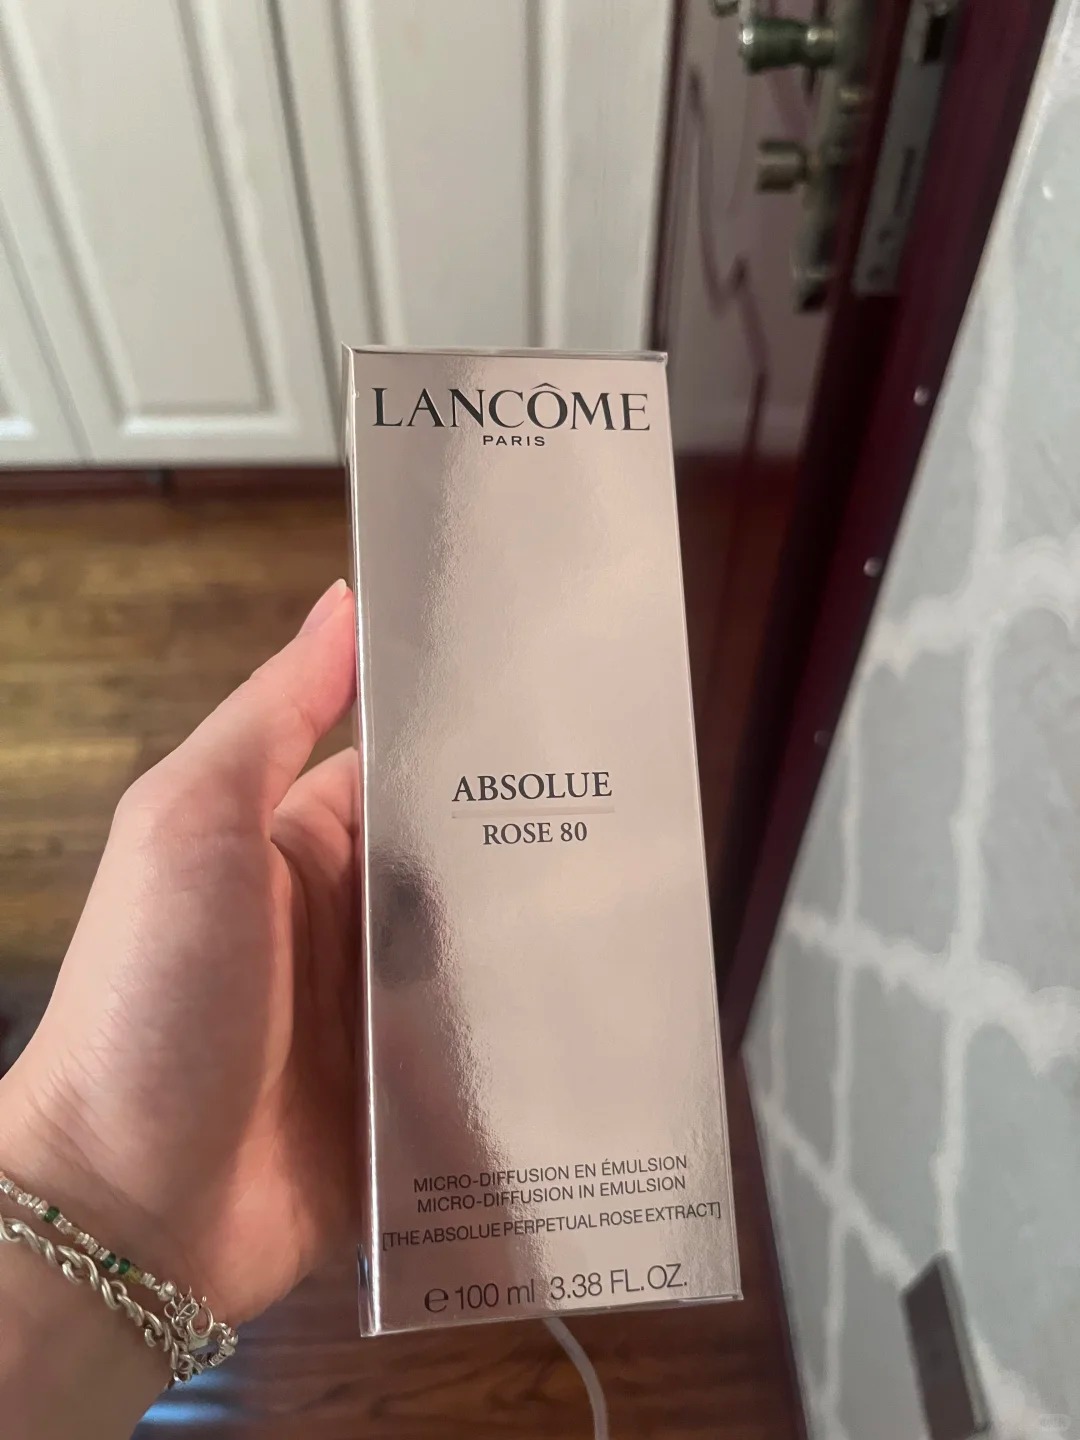 LANCÔME
PARIS
ABSOLUE
ROSE 80
MICRO-DIFFUSION EN ÉMULSION
MICRO-DIFFUSION IN EMULSION
[THE ABSOLUE PERPETUAL ROSE EXTRACT]
℮ 100 ml 3.38 FL. OZ.